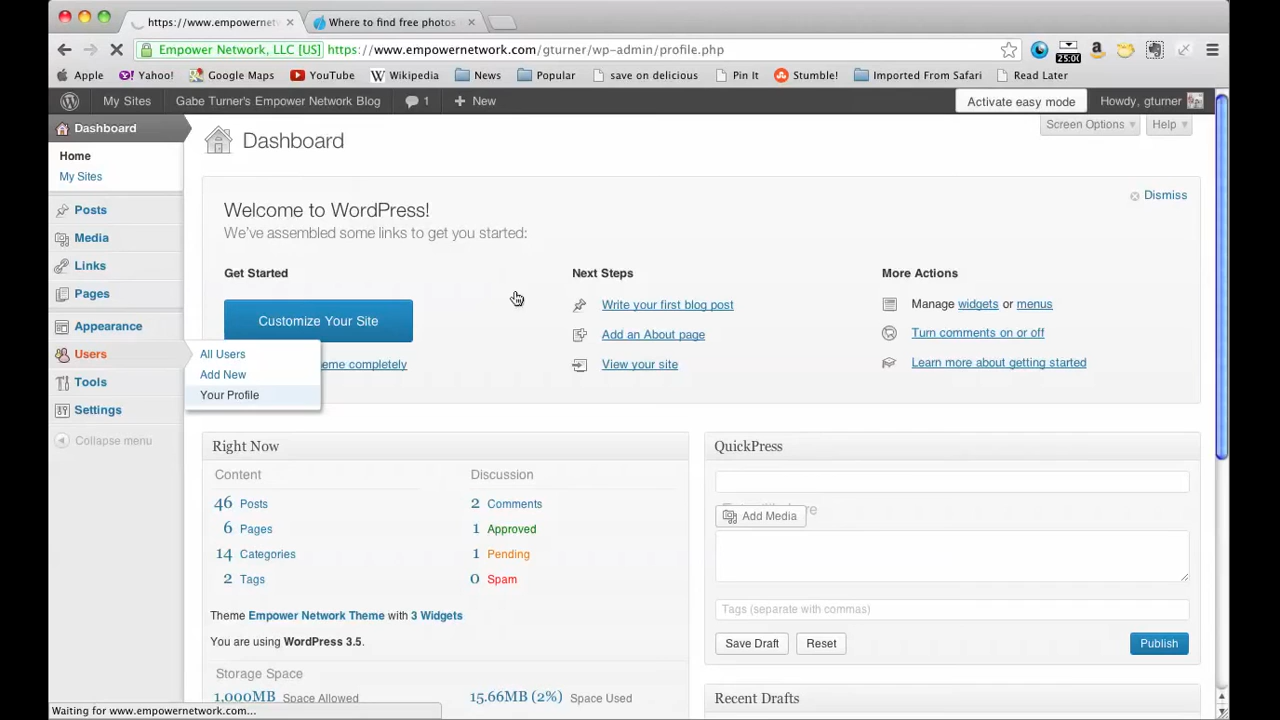 https://www.empowernetw
Where to find free photos
Empower Network, LLC [US] https://www.empowernetwork.com/gturner/wp-admin/profile.php
25:00
Apple Yahoo! Google Maps YouTube Wikipedia News Popular save on delicious Pin It Stumble! Imported From Safari Read Later
My Sites Gabe Turner's Empower Network Blog 1 + New Activate easy mode Howdy, gturner
Dashboard
Home
My Sites
Posts
Media
Links
Pages
Appearance
Users
Tools
Settings
Collapse menu
All Users
Add New
Your Profile
Screen Options Help
Dashboard
Dismiss
Welcome to WordPress!
We've assembled some links to get you started:
Get Started
Customize Your Site
eme completely
Next Steps
Write your first blog post
Add an About page
View your site
More Actions
Manage widgets or menus
Turn comments on or off
Learn more about getting started
Right Now
Content
46 Posts
6 Pages
14 Categories
2 Tags
Discussion
2 Comments
1 Approved
1 Pending
0 Spam
Theme Empower Network Theme with 3 Widgets
You are using WordPress 3.5.
Storage Space
1,000MB Space Allowed
15.66MB (2%) Space Used
QuickPress
Add Media
Tags (separate with commas)
Save Draft Reset Publish
Recent Drafts
Waiting for www.empowernetwork.com...